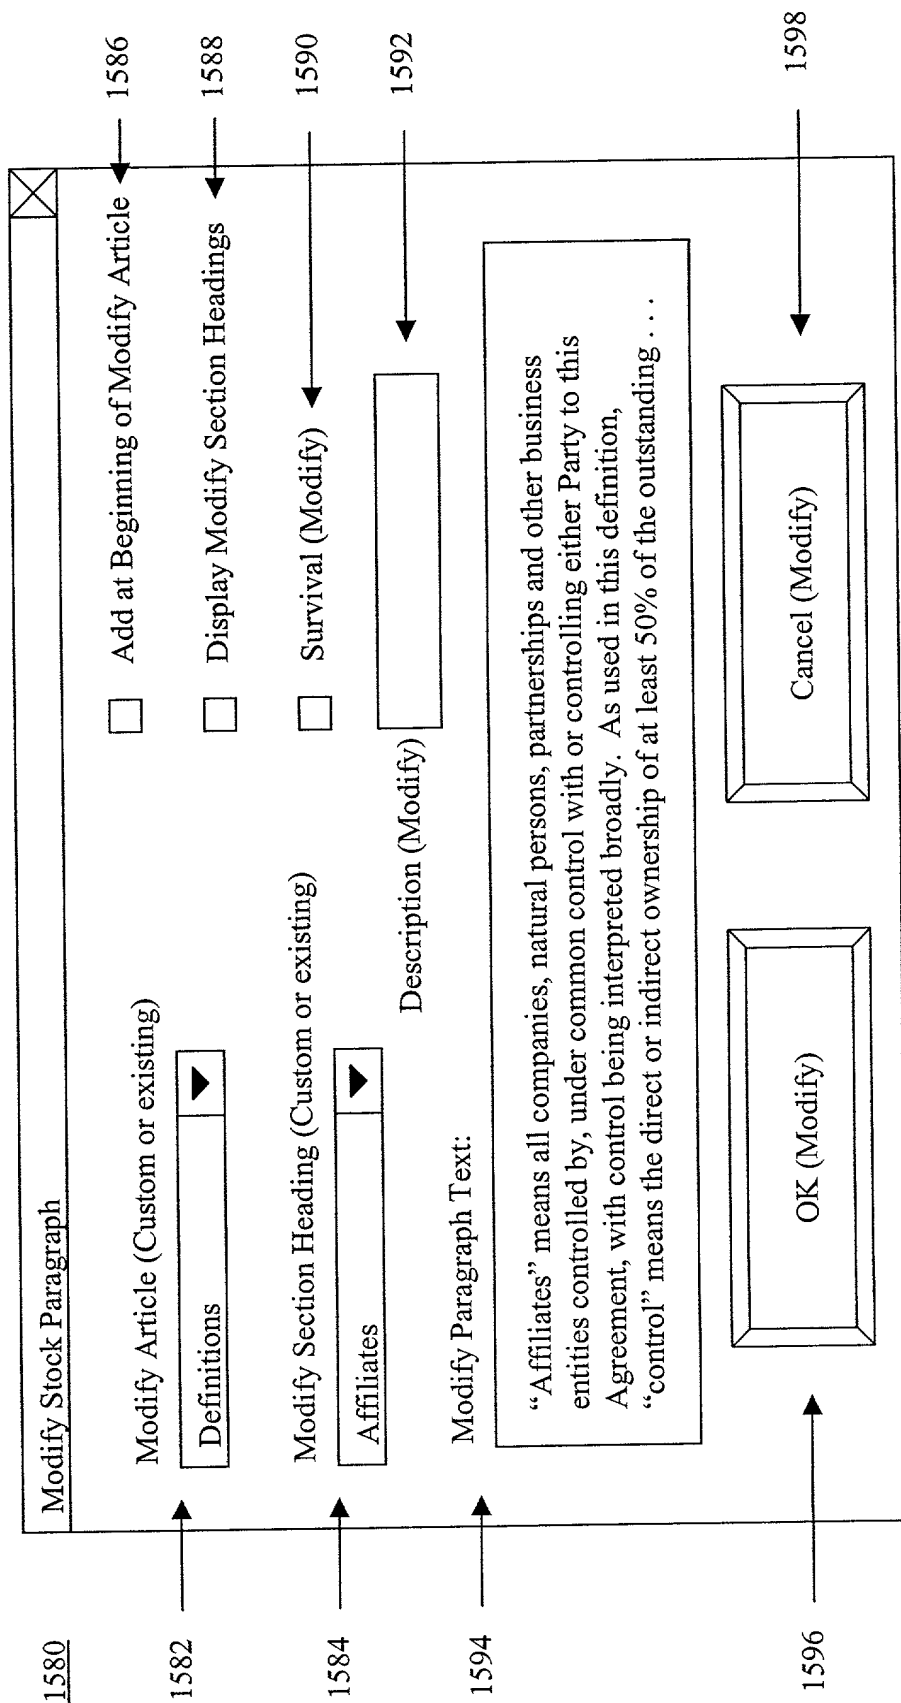 1580
Modify Stock Paragraph
1582
Modify Article (Custom or existing)
Definitions
1584
Modify Section Heading (Custom or existing)
Affiliates
Add at Beginning of Modify Article
1586
Display Modify Section Headings
1588
Survival (Modify)
1590
Description (Modify)
1592
1594
Modify Paragraph Text:
“Affiliates” means all companies, natural persons, partnerships and other business
entities controlled by, under common control with or controlling either Party to this
Agreement, with control being interpreted broadly.  As used in this definition,
“control” means the direct or indirect ownership of at least 50% of the outstanding . . .
1596
OK (Modify)
Cancel (Modify)
1598